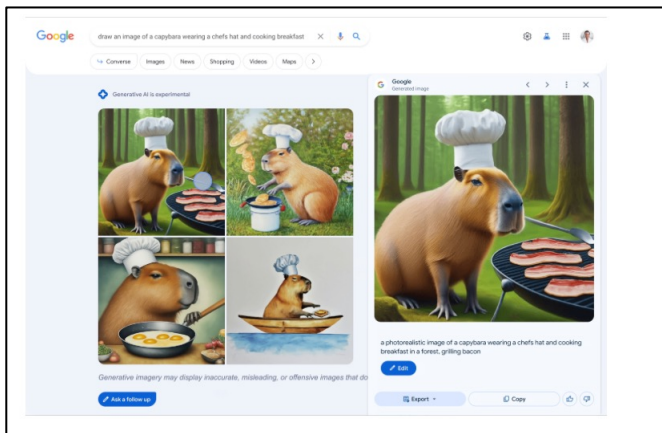 Google
draw an image of a capybara wearing a chefs hat and cooking breakfast
Converse
Images
News
Shopping
Videos
Maps
Generative AI is experimental
Generative imagery may display inaccurate, misleading, or offensive images that do
Ask a follow up
G
Google
Generated image
a photorealistic image of a capybara wearing a chefs hat and cooking
breakfast in a forest, grilling bacon
Edit
Export
Copy